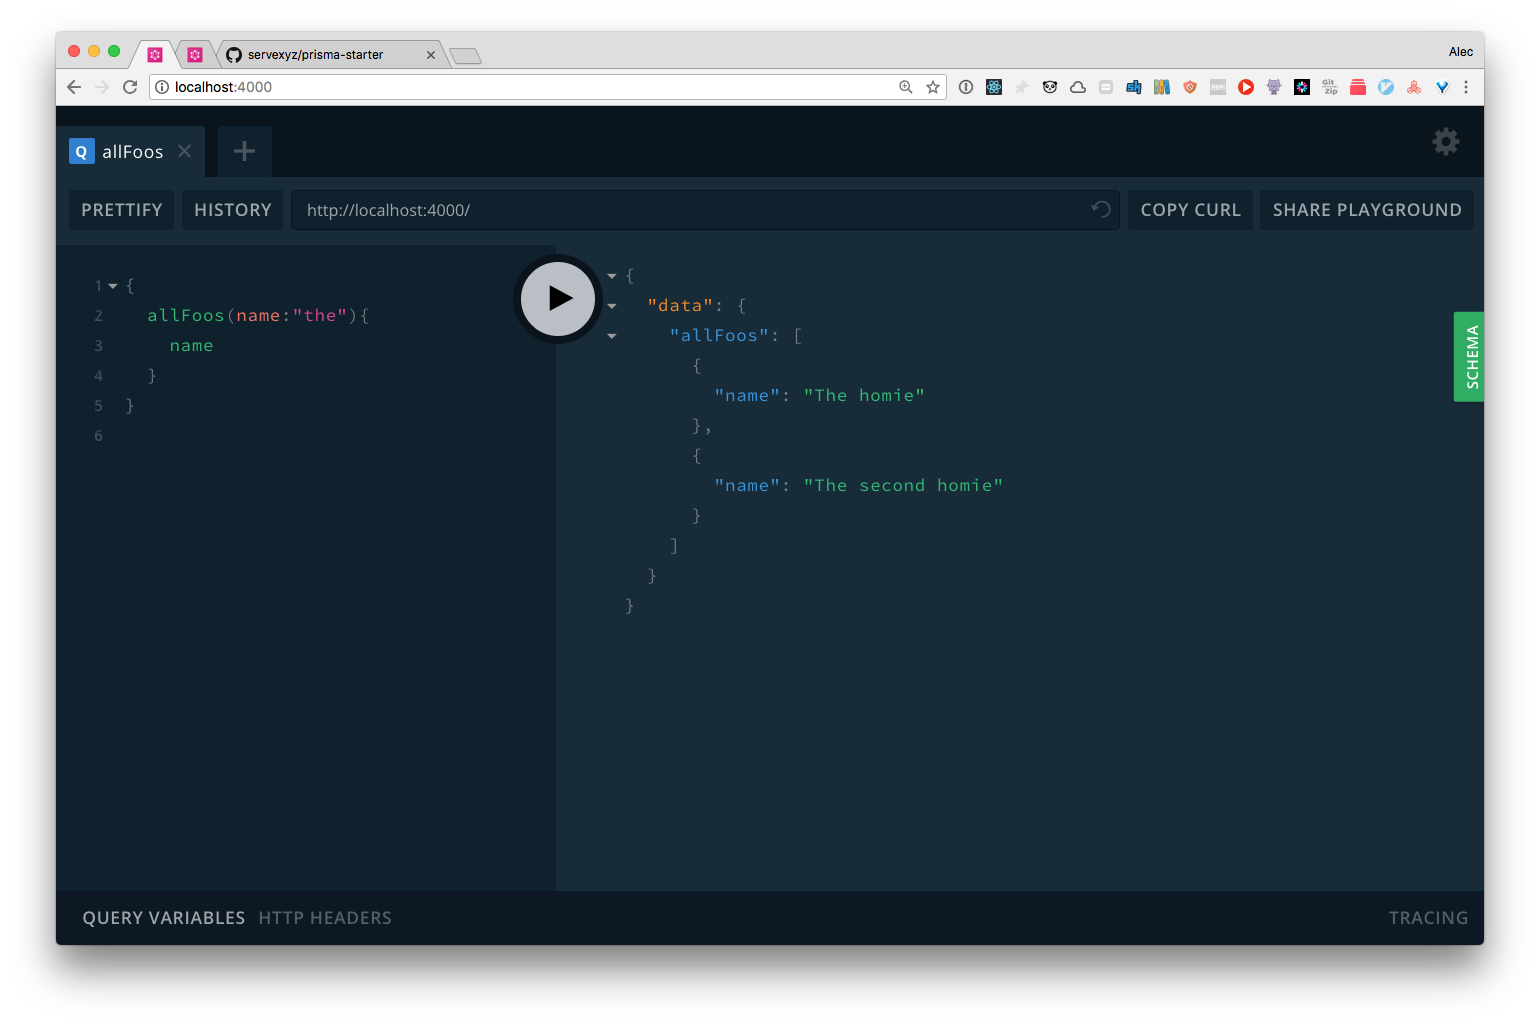 servexyz/prisma-starter
Alec
localhost:4000
Git
Zip
Q allFoos
PRETTIFY HISTORY http://localhost:4000/ COPY CURL SHARE PLAYGROUND
1 {
2 allFoos(name:"the"){
3 name
4 }
5 }
6
{
"data": {
"allFoos": [
{
"name": "The homie"
},
{
"name": "The second homie"
}
]
}
}
SCHEMA
QUERY VARIABLES HTTP HEADERS TRACING